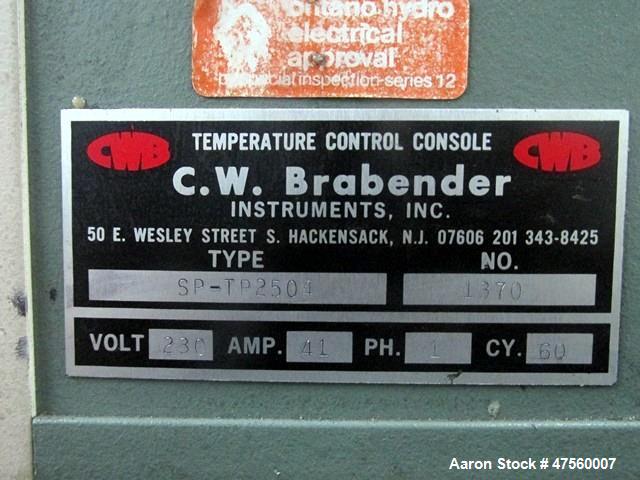 ontario hydro
electrical
approval
special inspection-series 12
CWB TEMPERATURE CONTROL CONSOLE CWB
C.W. Brabender
INSTRUMENTS, INC.
50 E. WESLEY STREET S. HACKENSACK, N.J. 07606 201 343-8425
TYPE NO.
SP-TP2504 1370
VOLT 230 AMP. 41 PH. 1 CY. 60
Aaron Stock # 47560007